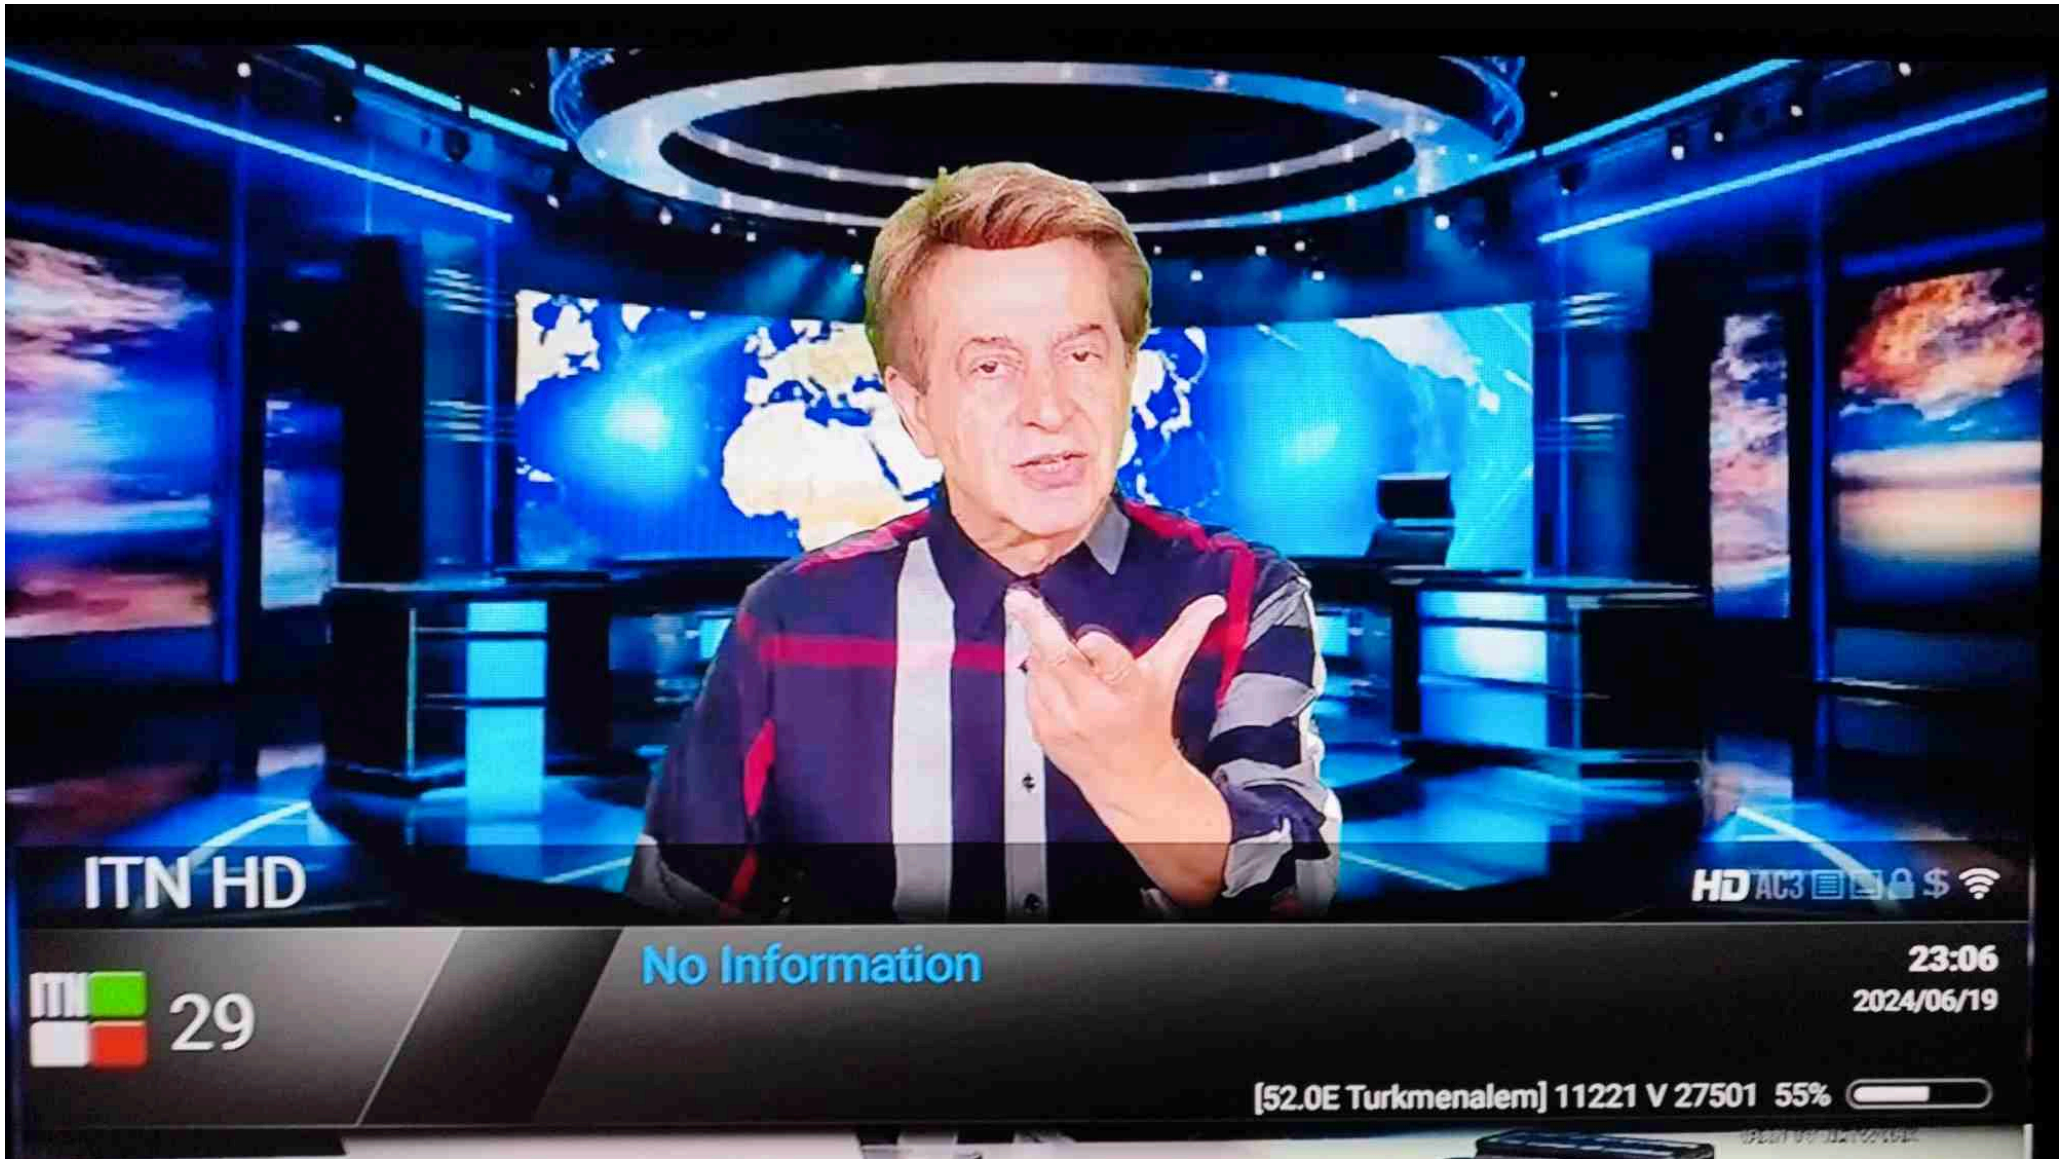 ITN HD
HD AC3 $
ITN
29
No Information
23:06
2024/06/19
[52.0E Turkmenalem] 11221 V 27501 55%